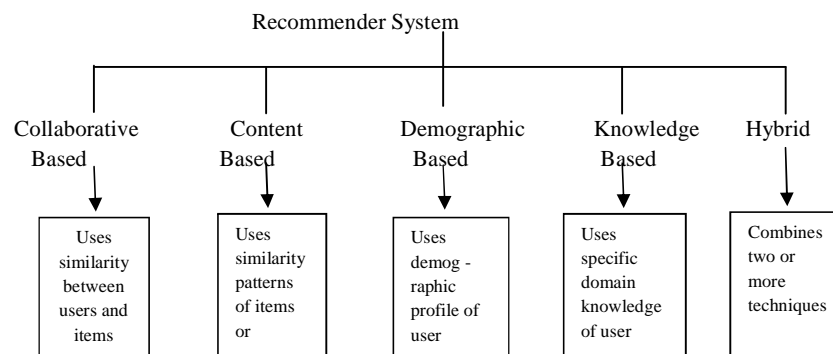 Recommender System
Collaborative
Based
Content
Based
Demographic
Based
Knowledge
Based
Hybrid
Uses
similarity
between
users and
items
Uses
similarity
patterns
of items
or
Uses
demog -
raphic
profile of
user
Uses
specific
domain
knowledge
of user
Combines
two or
more
techniques